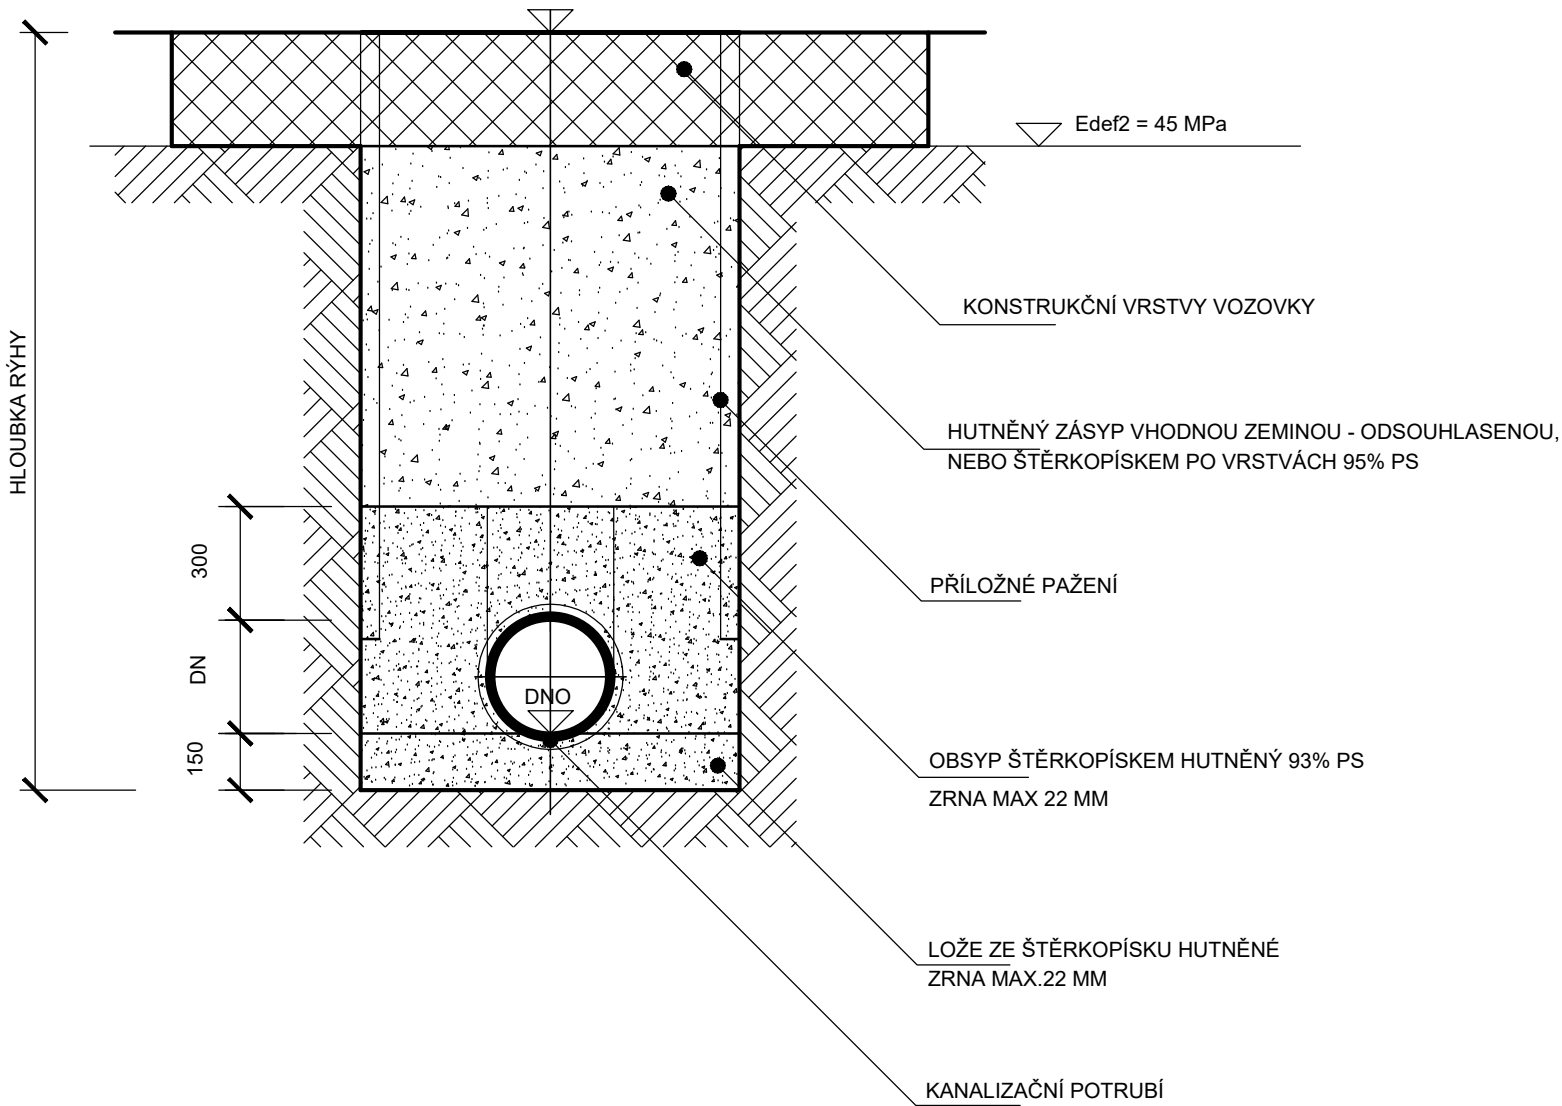 Edef2 = 45 MPa
KONSTRUKČNÍ VRSTVY VOZOVKY
HLOUBKA RÝHY
HUTNĚNÝ ZÁSYP VHODNOU ZEMINOU - ODSOUHLASENOU,
NEBO ŠTĚRKOPÍSKEM PO VRSTVÁCH 95% PS
300
PŘÍLOŽNÉ PAŽENÍ
DN
DNO
150
OBSYP ŠTĚRKOPÍSKEM HUTNĚNÝ 93% PS
ZRNA MAX 22 MM
LOŽE ZE ŠTĚRKOPÍSKU HUTNĚNÉ
ZRNA MAX.22 MM
KANALIZAČNÍ POTRUBÍ